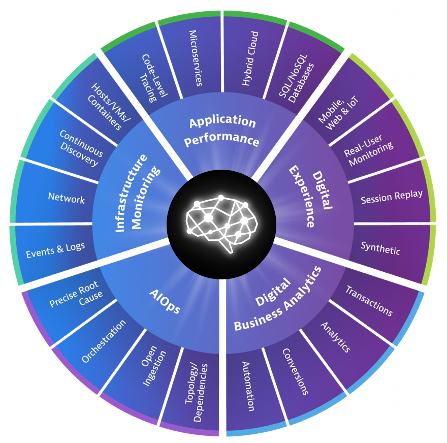 Application
Performance
Code-Level
Tracing
Microservices
Hybrid Cloud
SQL/NoSQL
Databases
Digital
Experience
Mobile,
Web & IoT
Real-User
Monitoring
Session Replay
Synthetic
Digital
Business Analytics
Transactions
Analytics
Conversions
Automation
AIOps
Topology/
Dependencies
Open
Ingestion
Orchestration
Precise Root
Cause
Infrastructure
Monitoring
Events & Logs
Network
Continuous
Discovery
Hosts/VMs/
Containers